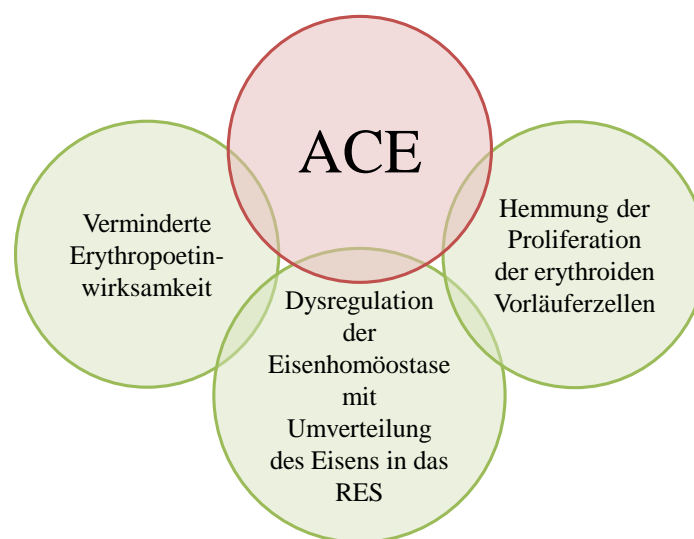 ACE
Verminderte
Erythropoetin-
wirksamkeit
Dysregulation
der
Eisenhomöostase
mit
Umverteilung
des Eisens in das
RES
Hemmung der
Proliferation
der erythroiden
Vorläuferzellen